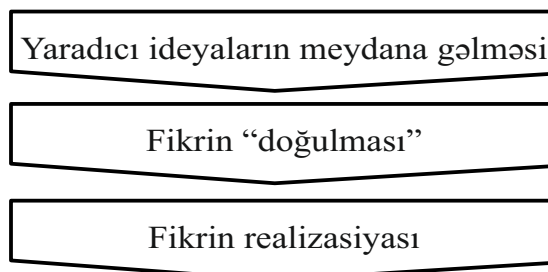 Yaradıcı ideyaların meydana gəlməsi
Fikrin “doğulması”
Fikrin realizasiyası